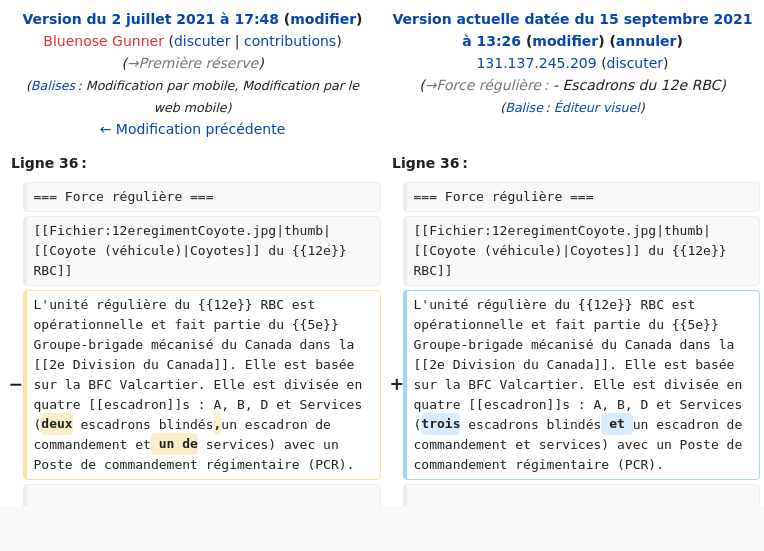 Version du 2 juillet 2021 à 17:48 (modifier)
Bluenose Gunner (discuter | contributions)
(→Première réserve)
(Balises : Modification par mobile, Modification par le
web mobile)
← Modification précédente
Version actuelle datée du 15 septembre 2021
à 13:26 (modifier) (annuler)
131.137.245.209 (discuter)
(→Force régulière : - Escadrons du 12e RBC)
(Balise : Éditeur visuel)
Ligne 36 :
=== Force régulière ===
[[Fichier:12eregimentCoyote.jpg|thumb|
[[Coyote (véhicule)|Coyotes]] du {{12e}}
RBC]]
− L'unité régulière du {{12e}} RBC est
opérationnelle et fait partie du {{5e}}
Groupe-brigade mécanisé du Canada dans la
[[2e Division du Canada]]. Elle est basée
sur la BFC Valcartier. Elle est divisée en
quatre [[escadron]]s : A, B, D et Services
(deux escadrons blindés,un escadron de
commandement et un de services) avec un
Poste de commandement régimentaire (PCR).
Ligne 36 :
=== Force régulière ===
[[Fichier:12eregimentCoyote.jpg|thumb|
[[Coyote (véhicule)|Coyotes]] du {{12e}}
RBC]]
+ L'unité régulière du {{12e}} RBC est
opérationnelle et fait partie du {{5e}}
Groupe-brigade mécanisé du Canada dans la
[[2e Division du Canada]]. Elle est basée
sur la BFC Valcartier. Elle est divisée en
quatre [[escadron]]s : A, B, D et Services
(trois escadrons blindés et un escadron de
commandement et services) avec un Poste de
commandement régimentaire (PCR).